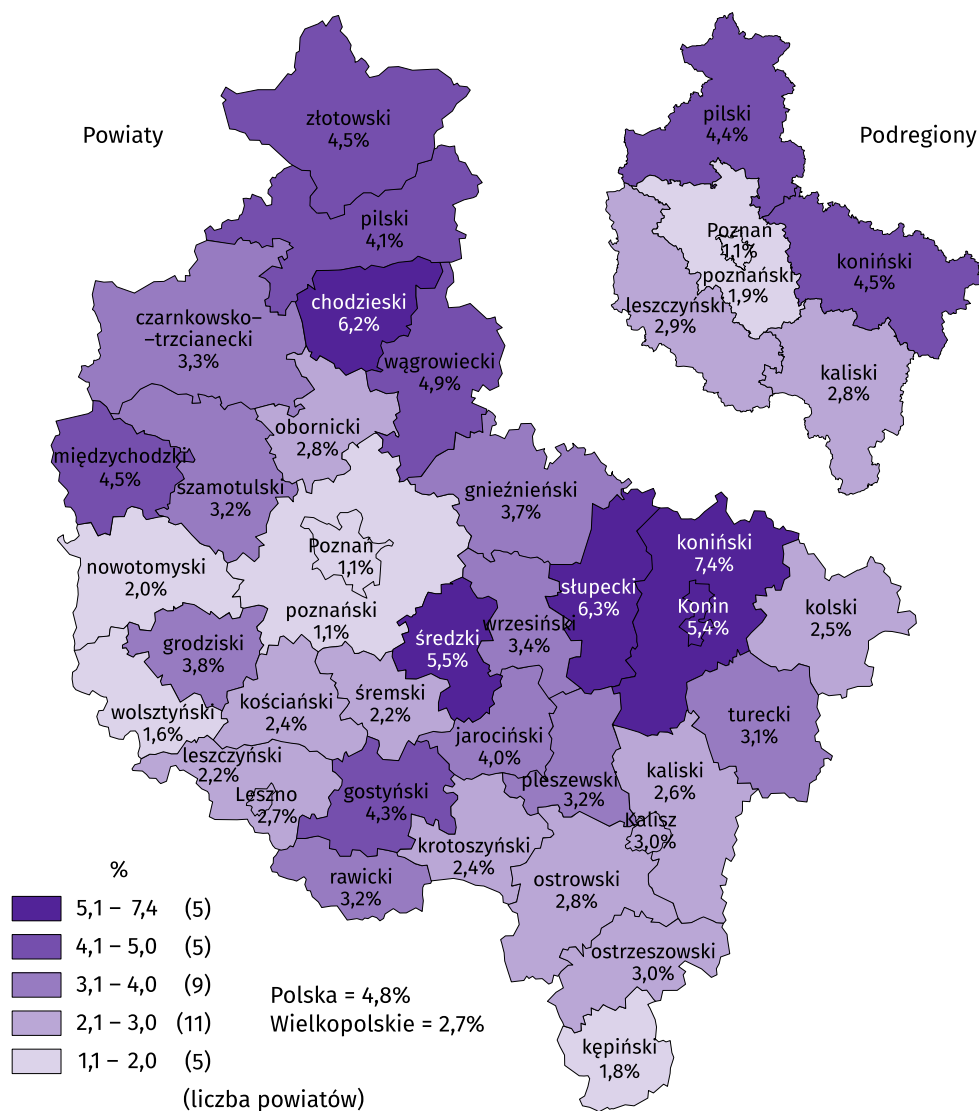 Powiaty
złotowski
4,5%
pilski
4,1%
chodzieski
6,2%
czarnkowsko–
–trzcianecki
3,3%
wągrowiecki
4,9%
obornicki
2,8%
międzychodzki
4,5%
szamotulski
3,2%
gnieźnieński
3,7%
Poznań
1,1%
nowotomyski
2,0%
poznański
1,1%
słupecki
6,3%
koniński
7,4%
Konin
5,4%
kolski
2,5%
wrzesiński
3,4%
średzki
5,5%
grodziski
3,8%
śremski
2,2%
kościański
2,4%
wolsztyński
1,6%
turecki
3,1%
jarociński
4,0%
leszczyński
2,2%
Leszno
2,7%
gostyński
4,3%
pleszewski
3,2%
kaliski
2,6%
Kalisz
3,0%
krotoszyński
2,4%
rawicki
3,2%
ostrowski
2,8%
ostrzeszowski
3,0%
kępiński
1,8%
Podregiony
pilski
4,4%
Poznań
1,1%
poznański
1,9%
koniński
4,5%
leszczyński
2,9%
kaliski
2,8%
%
5,1 – 7,4 (5)
4,1 – 5,0 (5)
3,1 – 4,0 (9)
2,1 – 3,0 (11)
1,1 – 2,0 (5)
(liczba powiatów)
Polska = 4,8%
Wielkopolskie = 2,7%